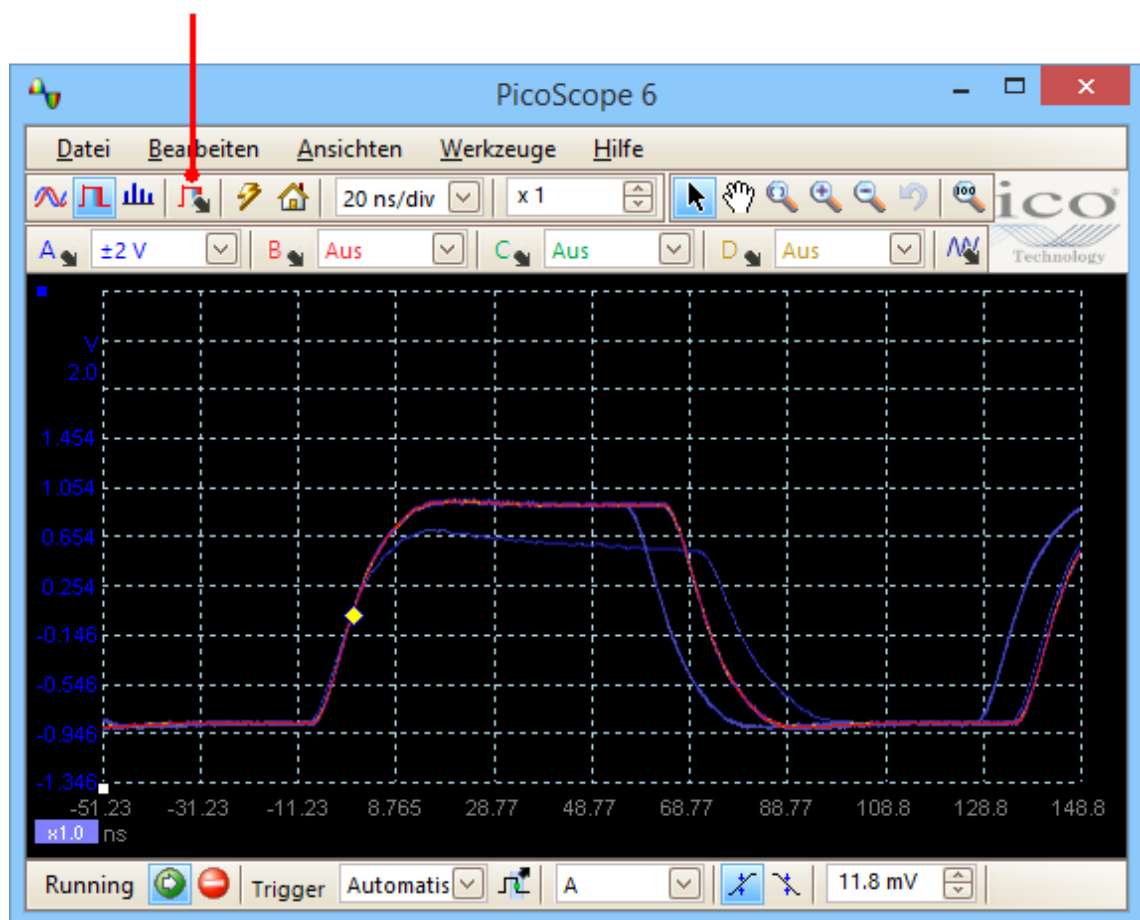 PicoScope 6
Datei Bearbeiten Ansichten Werkzeuge Hilfe
20 ns/div x 1 100
A ±2 V B Aus C Aus D Aus
ico
Technology
V
2.0
1.454
1.054
0.654
0.254
-0.146
-0.546
-0.946
-1.346
-51.23 -31.23 -11.23 8.765 28.77 48.77 68.77 88.77 108.8 128.8 148.8
x1.0 ns
Running Trigger Automatis A 11.8 mV